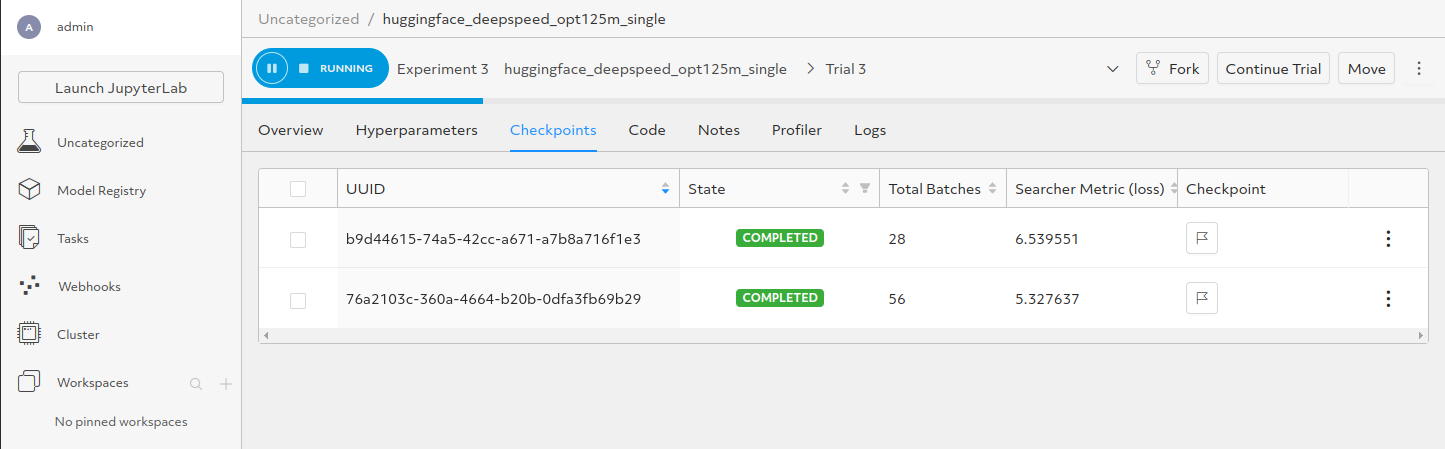 A admin
Launch JupyterLab
Uncategorized
Model Registry
Tasks
Webhooks
Cluster
Workspaces
No pinned workspaces
Uncategorized / huggingface_deepspeed_opt125m_single
RUNNING Experiment 3 huggingface_deepspeed_opt125m_single > Trial 3 Fork Continue Trial Move
Overview Hyperparameters Checkpoints Code Notes Profiler Logs
UUID State Total Batches Searcher Metric (loss) Checkpoint
b9d44615-74a5-42cc-a671-a7b8a716f1e3 COMPLETED 28 6.539551
76a2103c-360a-4664-b20b-0dfa3fb69b29 COMPLETED 56 5.327637